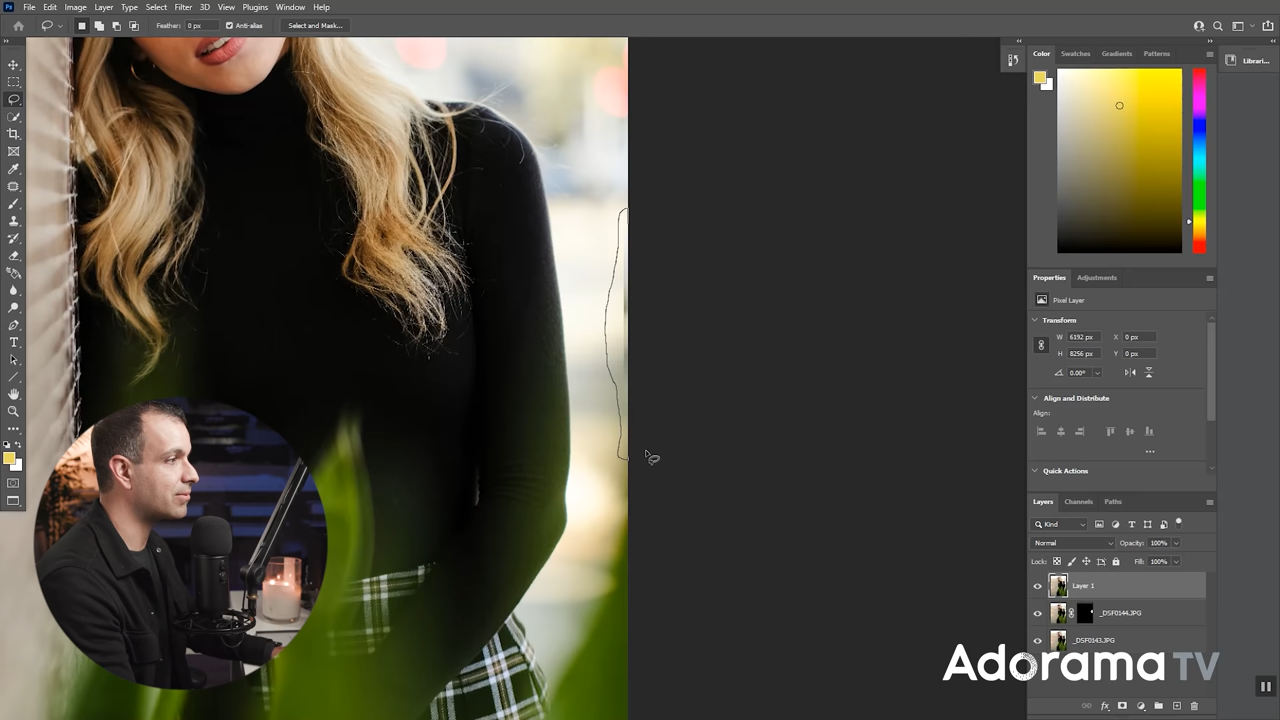 Ps File Edit Image Layer Type Select Filter 3D View Plugins Window Help
Feather: 0 px Anti-alias Select and Mask...
Color Swatches Gradients Patterns
Librari...
Properties Adjustments
Pixel Layer
Transform
W 6192 px X 0 px
H 8256 px Y 0 px
0.00°
Align and Distribute
Align:
Quick Actions
Layers Channels Paths
Kind
Normal Opacity: 100%
Lock: Fill: 100%
Layer 1
_DSF0144.JPG
_DSF0143.JPG
Adorama TV